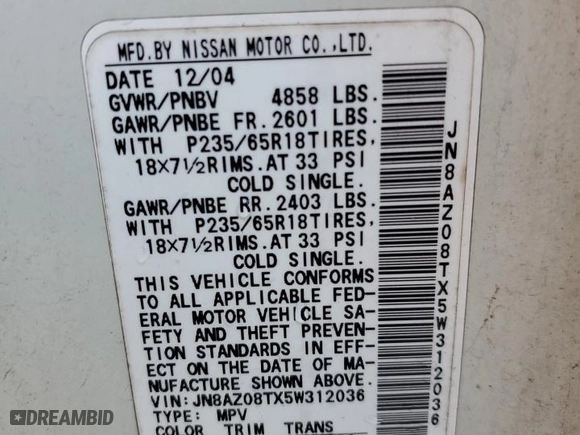 MFD.BY NISSAN MOTOR CO.,LTD.
DATE 12/04
GVWR/PNBV 4858 LBS.
GAWR/PNBE FR.2601 LBS.
WITH P235/65R18TIRES,
18X7½RIMS.AT 33 PSI
COLD SINGLE.
GAWR/PNBE RR.2403 LBS.
WITH P235/65R18TIRES,
18X7½RIMS.AT 33 PSI
COLD SINGLE.
THIS VEHICLE CONFORMS
TO ALL APPLICABLE FED-
ERAL MOTOR VEHICLE SA-
FETY AND THEFT PREVEN-
TION STANDARDS IN EFF-
ECT ON THE DATE OF MA-
NUFACTURE SHOWN ABOVE.
VIN:JN8AZ08TX5W312036
TYPE: MPV
COLOR TRIM TRANS
JN8AZ08TX5W312036
DREAMBID